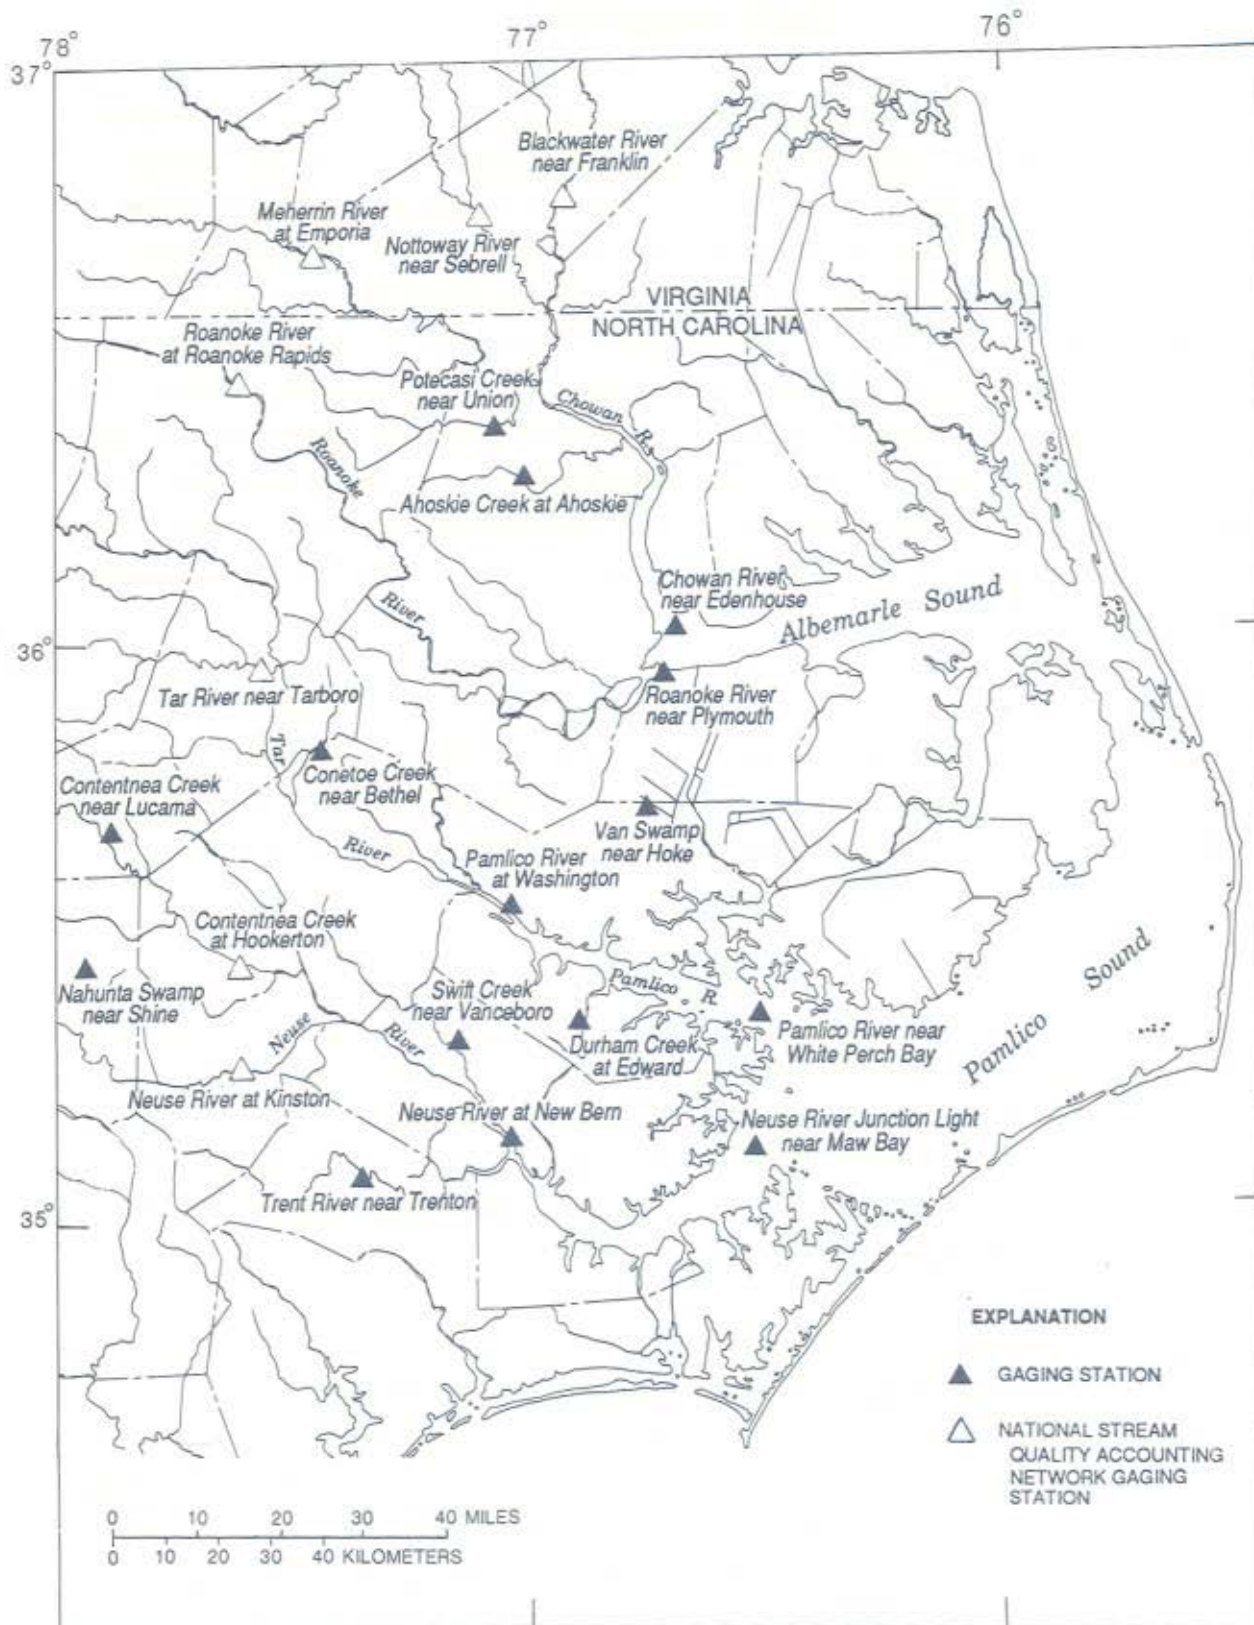 78°
77°
76°
37°
Blackwater River
near Franklin
Meherrin River
at Emporia
Nottoway River
near Sebrell
VIRGINIA
NORTH CAROLINA
Roanoke River
at Roanoke Rapids
Potecasi Creek
near Union
Chowan
R.
Roanoke
Ahoskie Creek at Ahoskie
Chowan River
near Edenhouse
Albemarle Sound
River
36°
Tar River near Tarboro
Roanoke River
near Plymouth
Tar
Contentnea Creek
near Lucama
Conetoe Creek
near Bethel
River
Van Swamp
near Hoke
Pamlico River
at Washington
Contentnea Creek
at Hookerton
Pamlico Sound
Pamlico R.
Nahunta Swamp
near Shine
Swift Creek
near Vanceboro
Neuse
River
Durham Creek
at Edward
Pamlico River near
White Perch Bay
Neuse River at Kinston
Neuse River at New Bern
Neuse River Junction Light
near Maw Bay
Trent River near Trenton
35°
EXPLANATION
GAGING STATION
NATIONAL STREAM
QUALITY ACCOUNTING
NETWORK GAGING
STATION
0 10 20 30 40 MILES
0 10 20 30 40 KILOMETERS